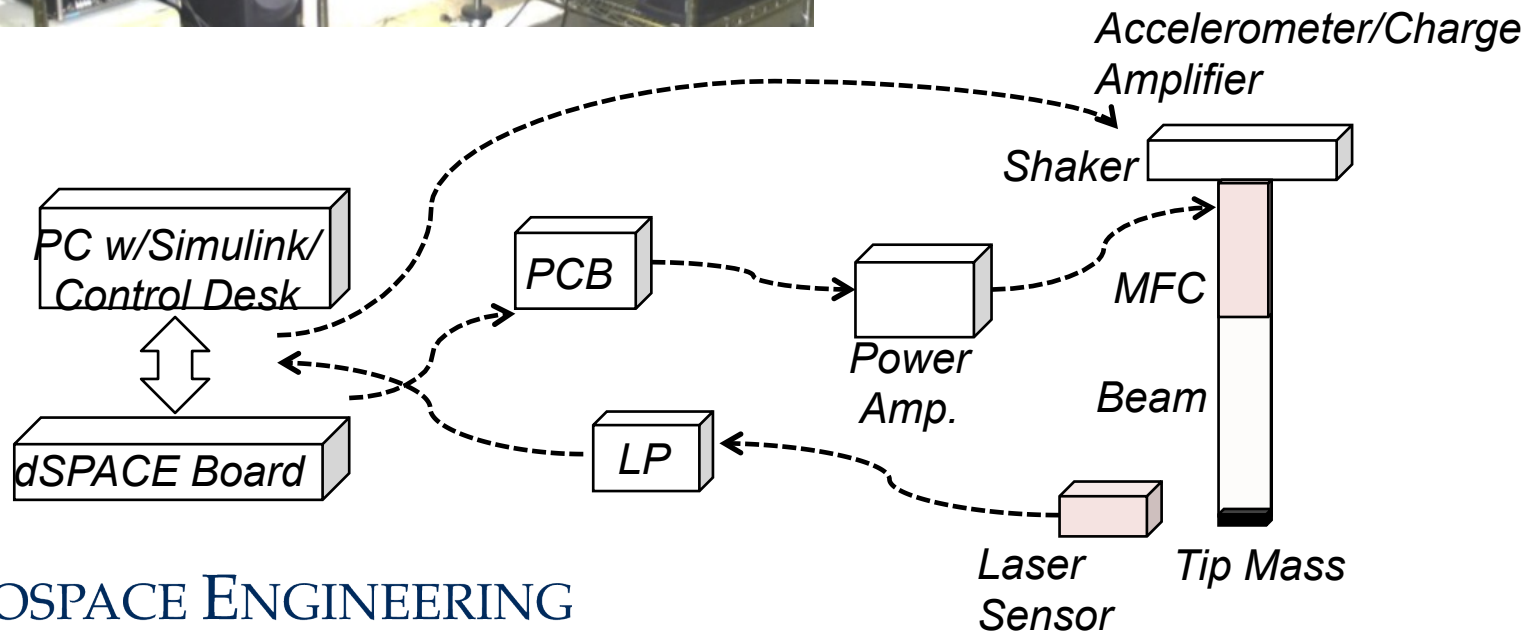 Accelerometer/Charge
Amplifier
Shaker
PC w/Simulink/
Control Desk
PCB
MFC
Power
Amp.
Beam
dSPACE Board
LP
Laser
Sensor
Tip Mass
OSPACE ENGINEERING